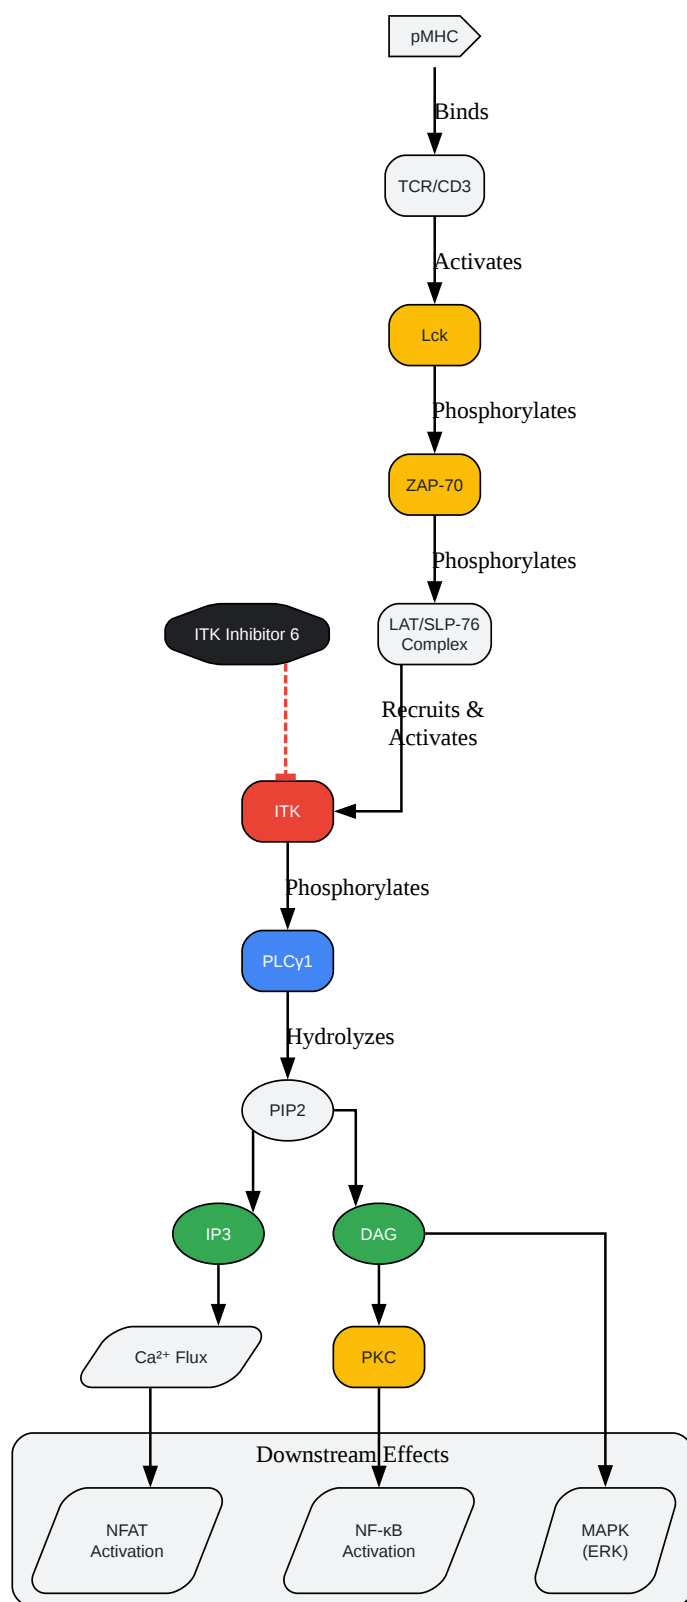 pMHC
Binds
TCR/CD3
Activates
Lck
Phosphorylates
ZAP-70
Phosphorylates
ITK Inhibitor 6
LAT/SLP-76
Complex
Recruits &
Activates
ITK
Phosphorylates
PLCγ1
Hydrolyzes
PIP2
IP3
DAG
Ca²⁺ Flux
PKC
Downstream Effects
NFAT
Activation
NF-κB
Activation
MAPK
(ERK)